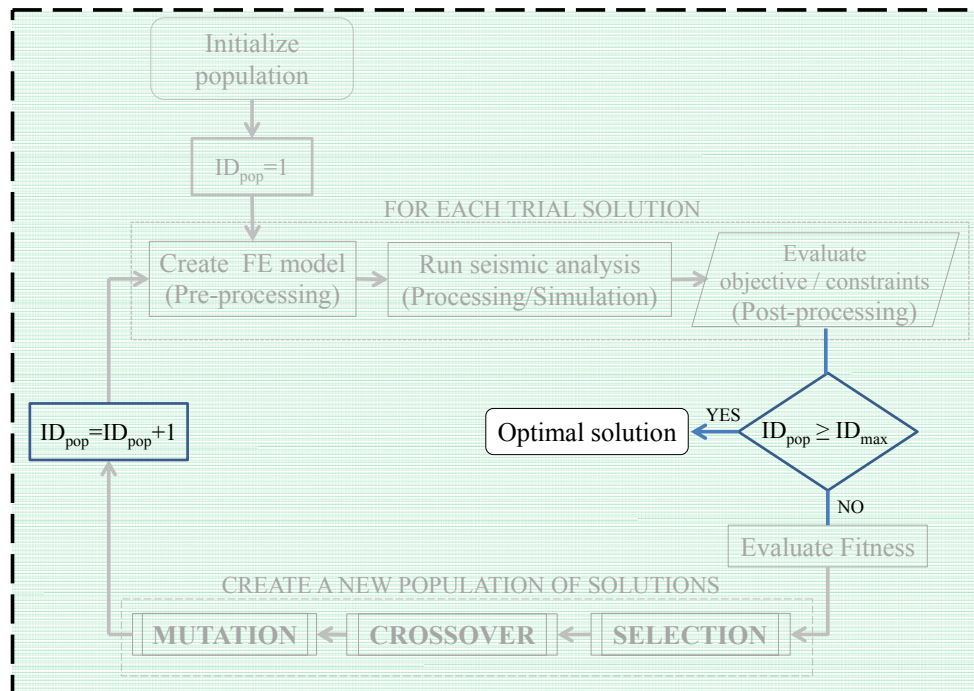 Initialize
population
ID_pop=1
FOR EACH TRIAL SOLUTION
Create FE model
(Pre-processing)
Run seismic analysis
(Processing/Simulation)
Evaluate
objective / constraints
(Post-processing)
ID_pop=ID_pop+1
Optimal solution
YES
ID_pop ≥ ID_max
NO
Evaluate Fitness
CREATE A NEW POPULATION OF SOLUTIONS
MUTATION
CROSSOVER
SELECTION